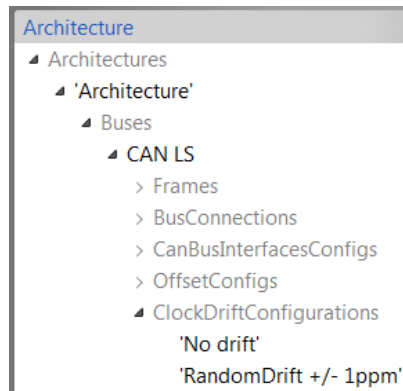 Architecture
Architectures
'Architecture'
Buses
CAN LS
Frames
BusConnections
CanBusInterfacesConfigs
OffsetConfigs
ClockDriftConfigurations
'No drift'
'RandomDrift +/- 1ppm'